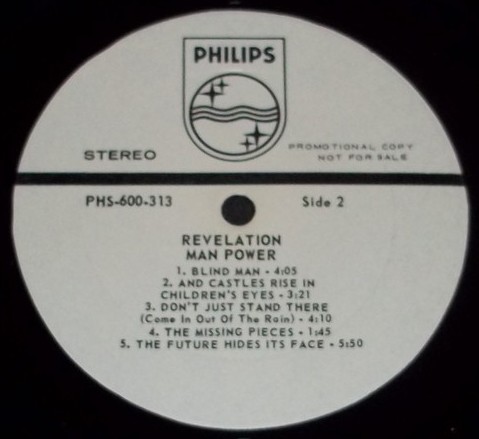 PHILIPS
STEREO
PROMOTIONAL COPY
NOT FOR SALE
PHS-600-313
Side 2
REVELATION
MAN POWER
1. BLIND MAN - 4:05
2. AND CASTLES RISE IN
CHILDREN'S EYES - 3:21
3. DON'T JUST STAND THERE
(Come In Out Of The Rain) - 4:10
4. THE MISSING PIECES - 1:45
5. THE FUTURE HIDES ITS FACE - 5:50